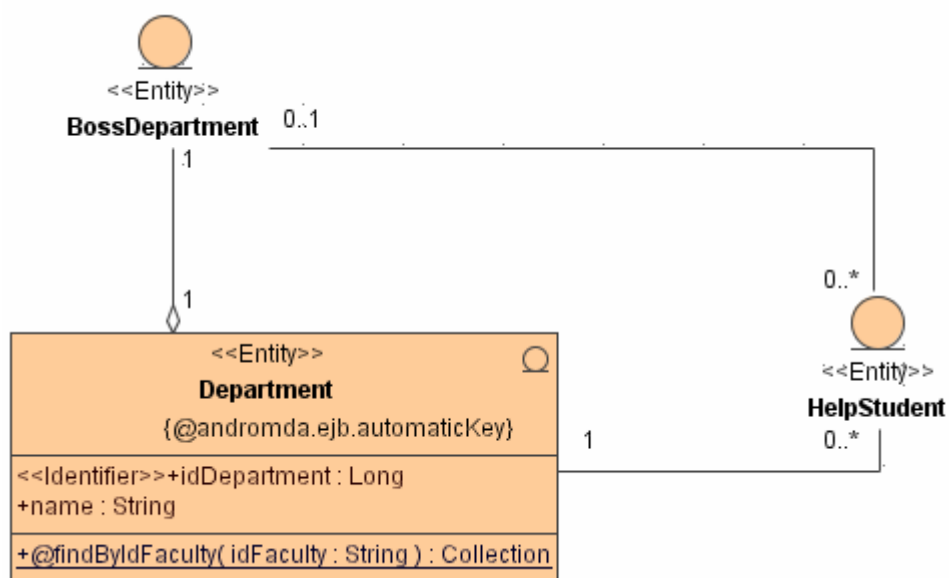 <<Entity>>
BossDepartment
0..1
1
0..*
1
<<Entity>>
HelpStudent
0..*
<<Entity>>
Department
{@andromda.ejb.automaticKey}
1
<<Identifier>>+idDepartment : Long
+name : String
+@findByIdFaculty( idFaculty : String ) : Collection